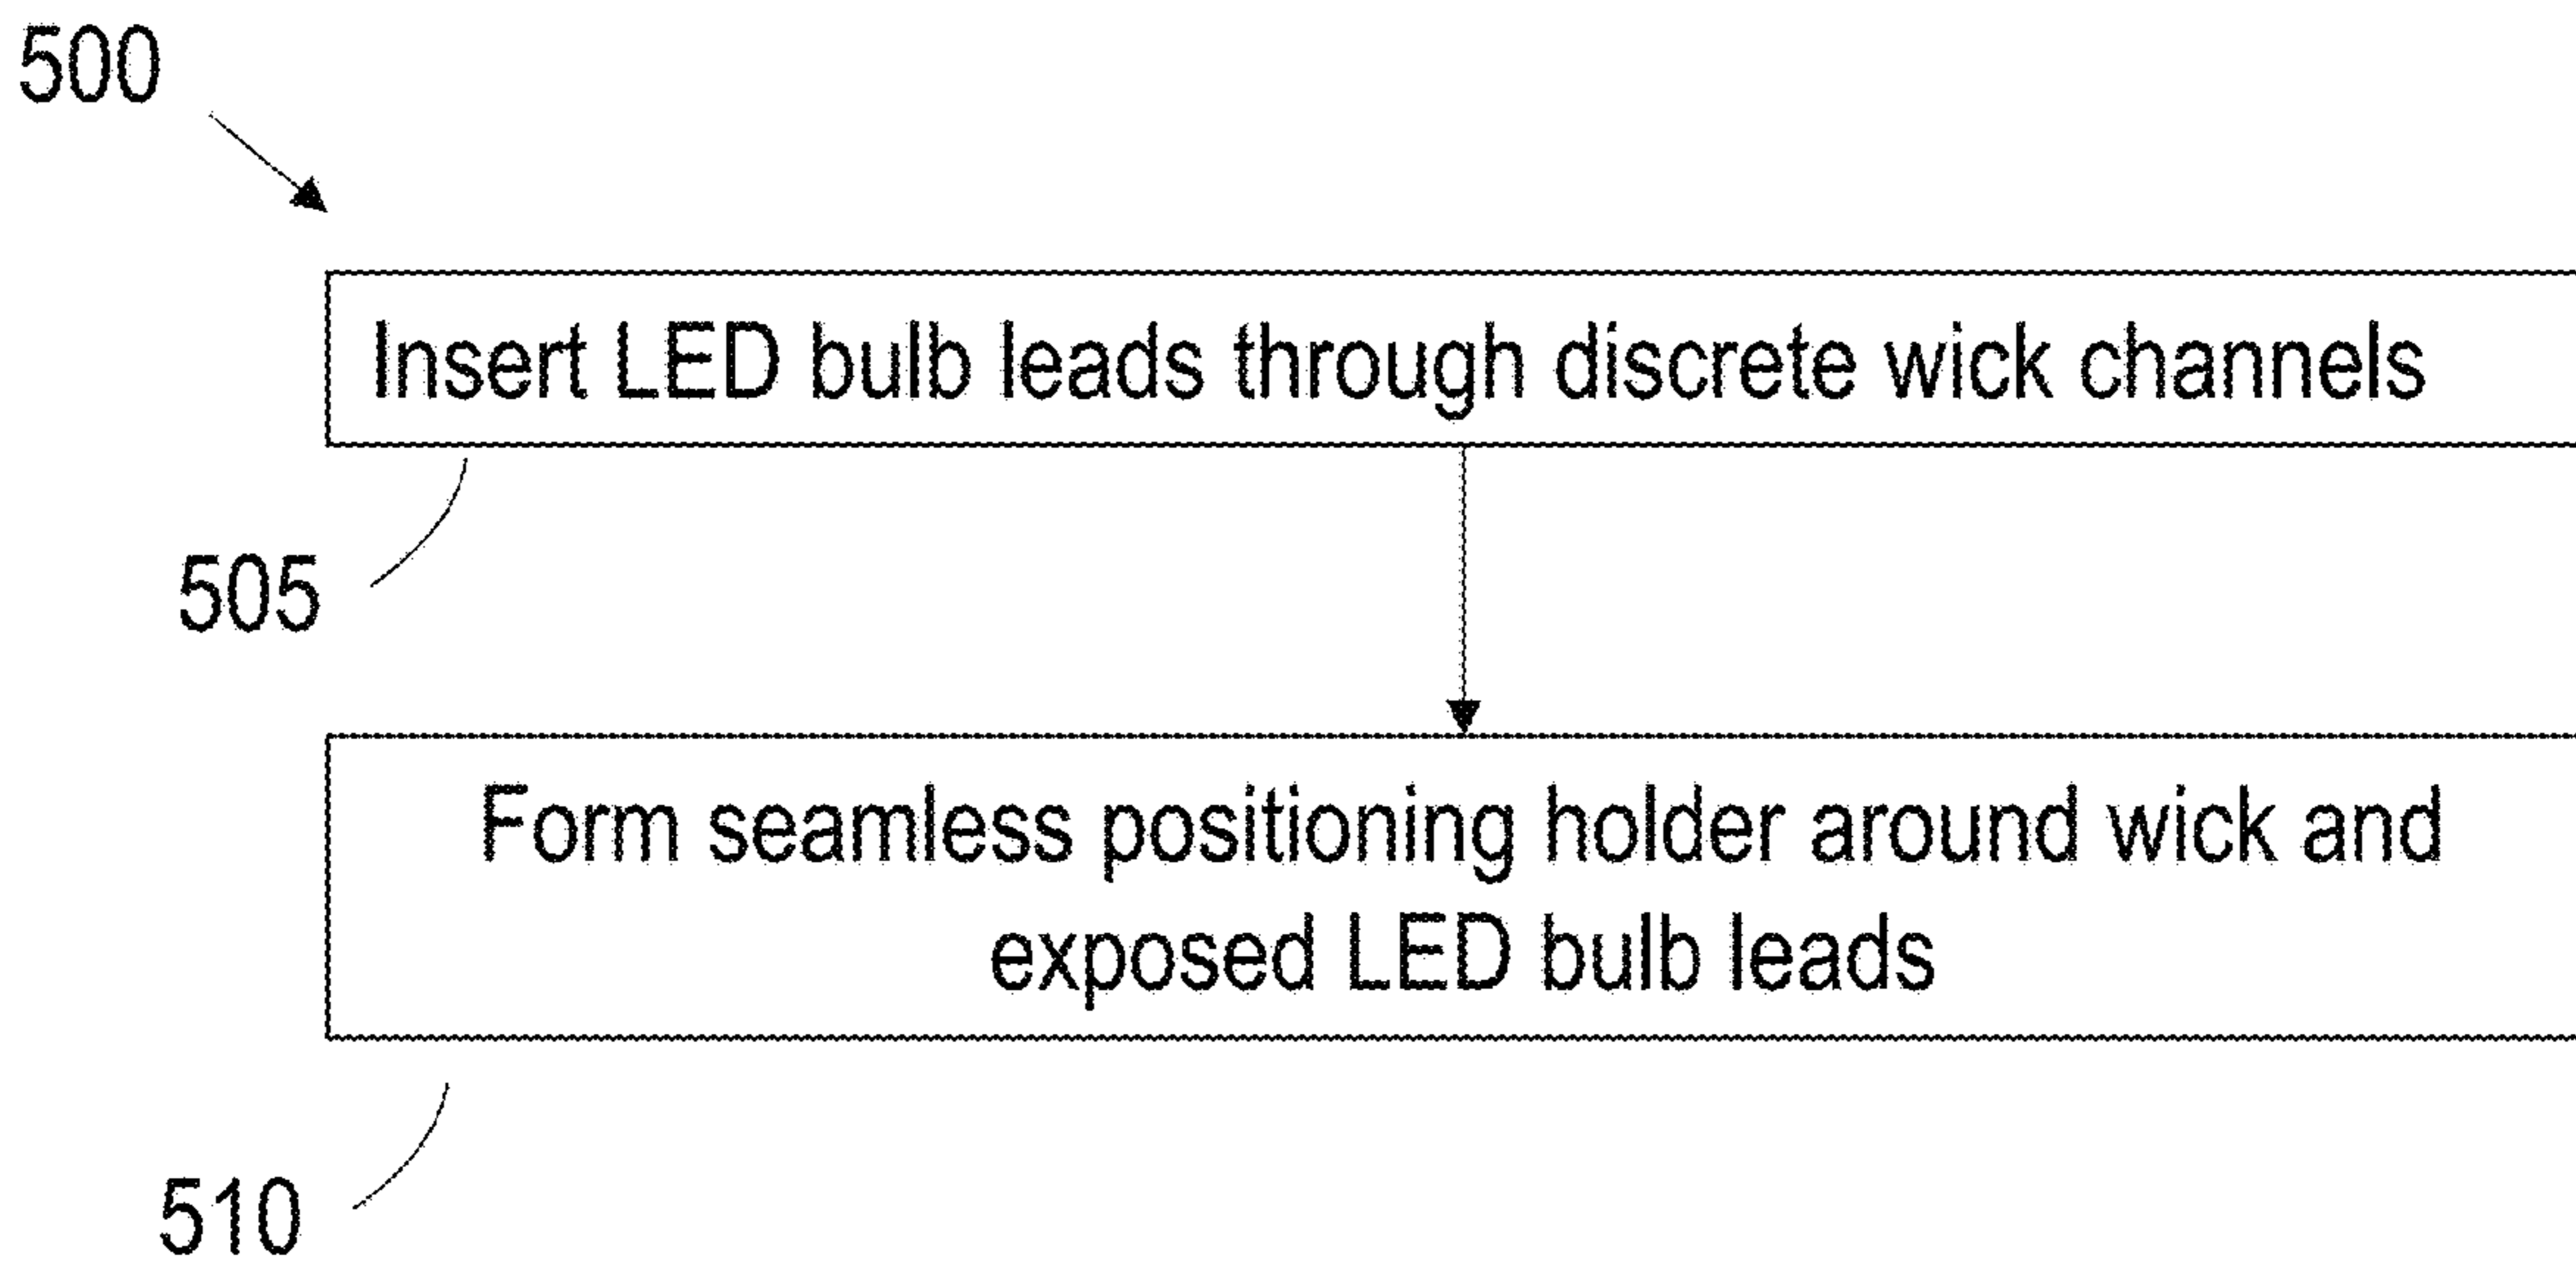 500
Insert LED bulb leads through discrete wick channels
505
Form seamless positioning holder around wick and
exposed LED bulb leads
510